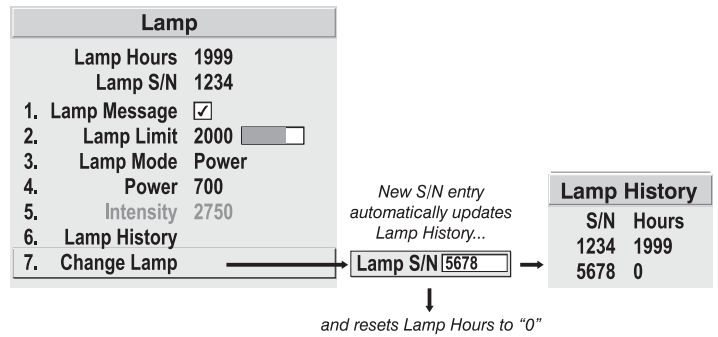 Lamp
Lamp Hours 1999
Lamp S/N 1234
1. Lamp Message
2. Lamp Limit 2000
3. Lamp Mode Power
4. Power 700
5. Intensity 2750
6. Lamp History
7. Change Lamp
New S/N entry
automatically updates
Lamp History...
Lamp S/N 5678
and resets Lamp Hours to “0”
Lamp History
S/N Hours
1234 1999
5678 0